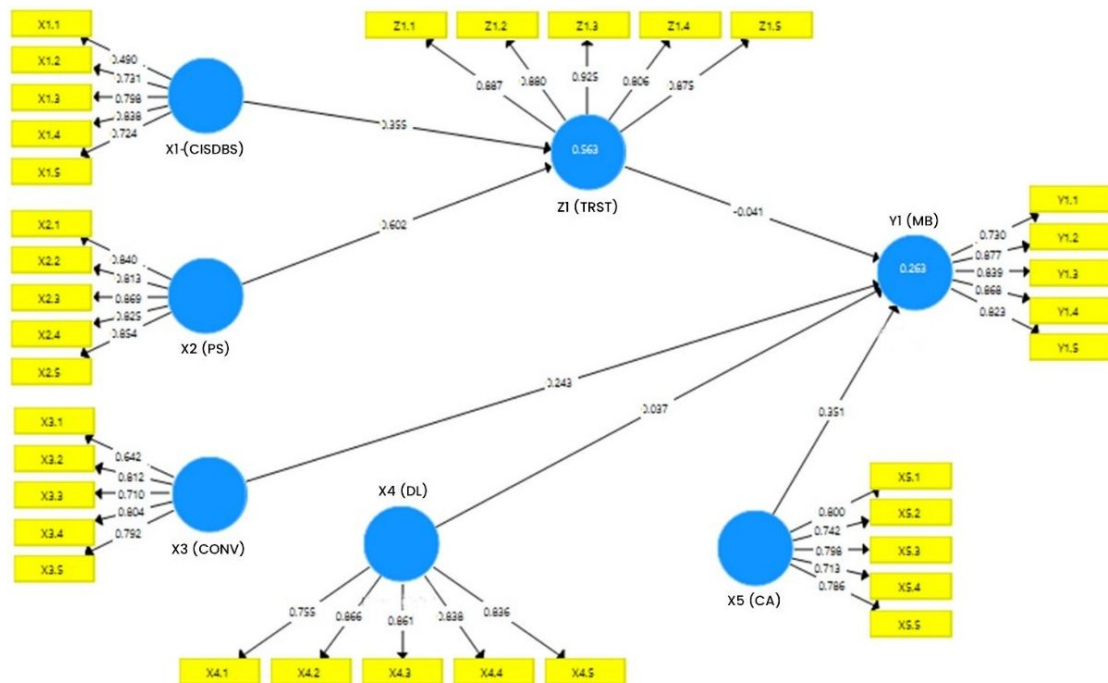 X1.1
X1.2
X1.3
X1.4
X1.5
0.490
0.731
0.798
0.838
0.724
X1 (CISDBS)
0.355
Z1.1
Z1.2
Z1.3
Z1.4
Z1.5
0.887
0.880
0.925
0.806
0.875
0.563
Z1 (TRST)
-0.041
X2.1
X2.2
X2.3
X2.4
X2.5
0.840
0.813
0.869
0.825
0.854
X2 (PS)
0.602
Y1 (MB)
0.263
Y1.1
Y1.2
Y1.3
Y1.4
Y1.5
0.730
0.877
0.839
0.868
0.823
X3.1
X3.2
X3.3
X3.4
X3.5
0.642
0.812
0.710
0.804
0.792
X3 (CONV)
0.243
0.037
0.351
X4 (DL)
0.755
0.866
0.861
0.838
0.836
X4.1
X4.2
X4.3
X4.4
X4.5
X5 (CA)
0.800
0.742
0.798
0.713
0.786
X5.1
X5.2
X5.3
X5.4
X5.5